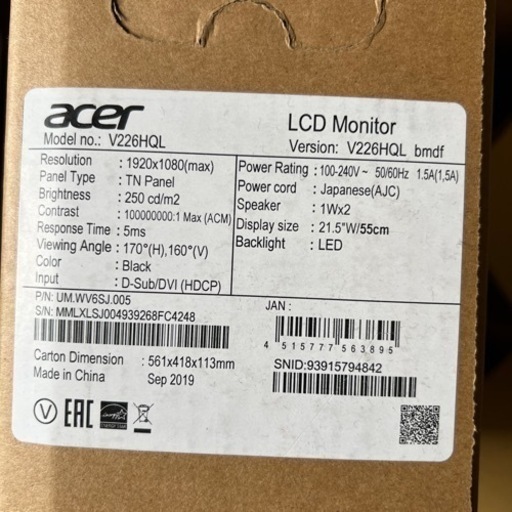 acer
LCD Monitor
Model no.: V226HQL
Version: V226HQL bmdf
Resolution : 1920x1080(max)
Panel Type : TN Panel
Brightness : 250 cd/m2
Contrast : 100000000:1 Max (ACM)
Response Time : 5ms
Viewing Angle : 170°(H),160°(V)
Color : Black
Input : D-Sub/DVI (HDCP)
Power Rating : 100-240V ~ 50/60Hz 1.5A(1,5A)
Power cord : Japanese(AJC)
Speaker : 1Wx2
Display size : 21.5"W/55cm
Backlight : LED
P/N: UM.WV6SJ.005
S/N: MMLXLSJ004939268FC4248
JAN :
4 515777 563895
Carton Dimension : 561x418x113mm
Made in China Sep 2019
SNID:93915794842
V EAC